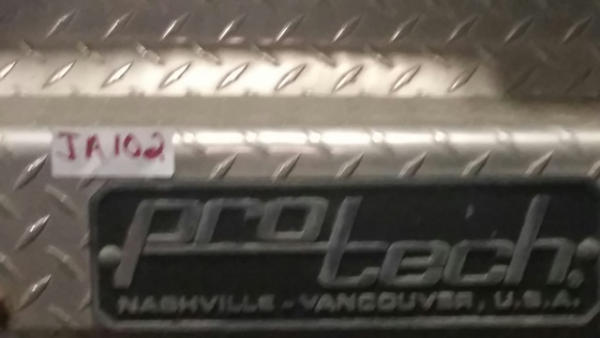 JA102
pro
tech.
NASHVILLE - VANCOUVER, U.S.A.